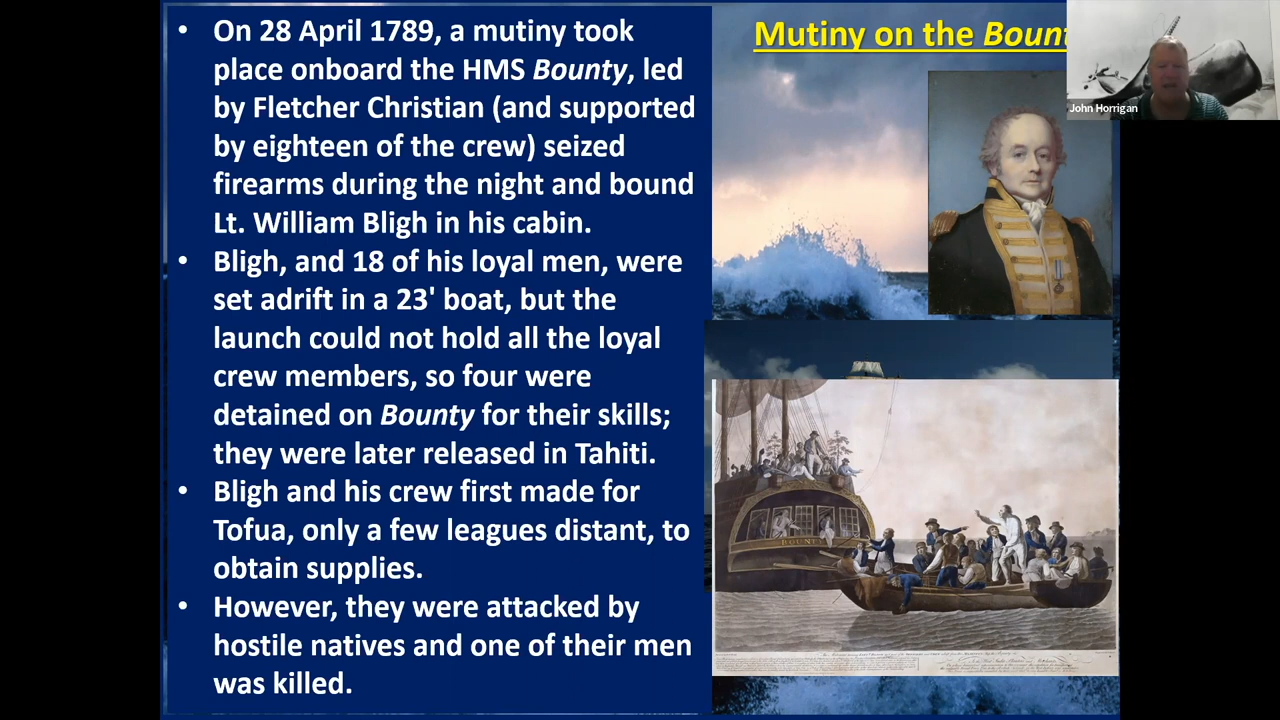 Mutiny on the Boun
John Horrigan
• On 28 April 1789, a mutiny took
place onboard the HMS Bounty, led
by Fletcher Christian (and supported
by eighteen of the crew) seized
firearms during the night and bound
Lt. William Bligh in his cabin.
• Bligh, and 18 of his loyal men, were
set adrift in a 23' boat, but the
launch could not hold all the loyal
crew members, so four were
detained on Bounty for their skills;
they were later released in Tahiti.
• Bligh and his crew first made for
Tofua, only a few leagues distant, to
obtain supplies.
• However, they were attacked by
hostile natives and one of their men
was killed.
BOUNTY